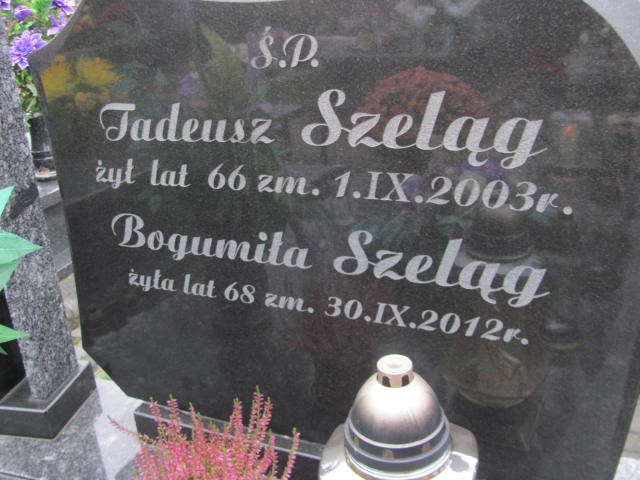 Ś.P.
Tadeusz Szeląg
żył lat 66 zm. 1.IX.2003r.
Bogumiła Szeląg
żyła lat 68 zm. 30.IX.2012r.